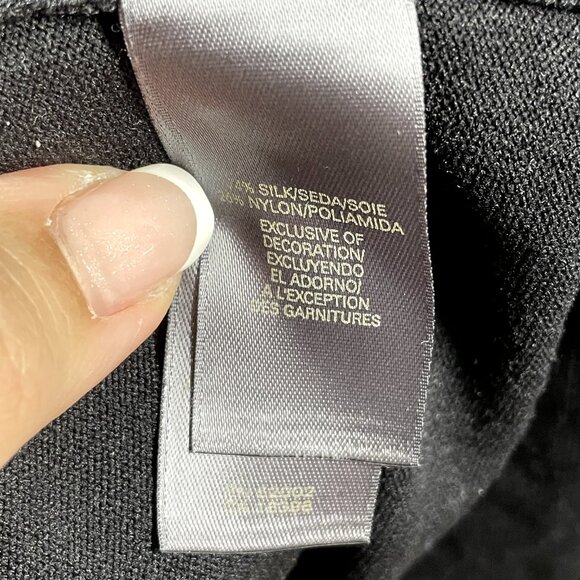 SILK/SEDA/SOIE
NYLON/POLIAMIDA
EXCLUSIVE OF
DECORATION/
EXCLUYENDO
EL ADORNO/
A L'EXCEPTION
DES GARNITURES